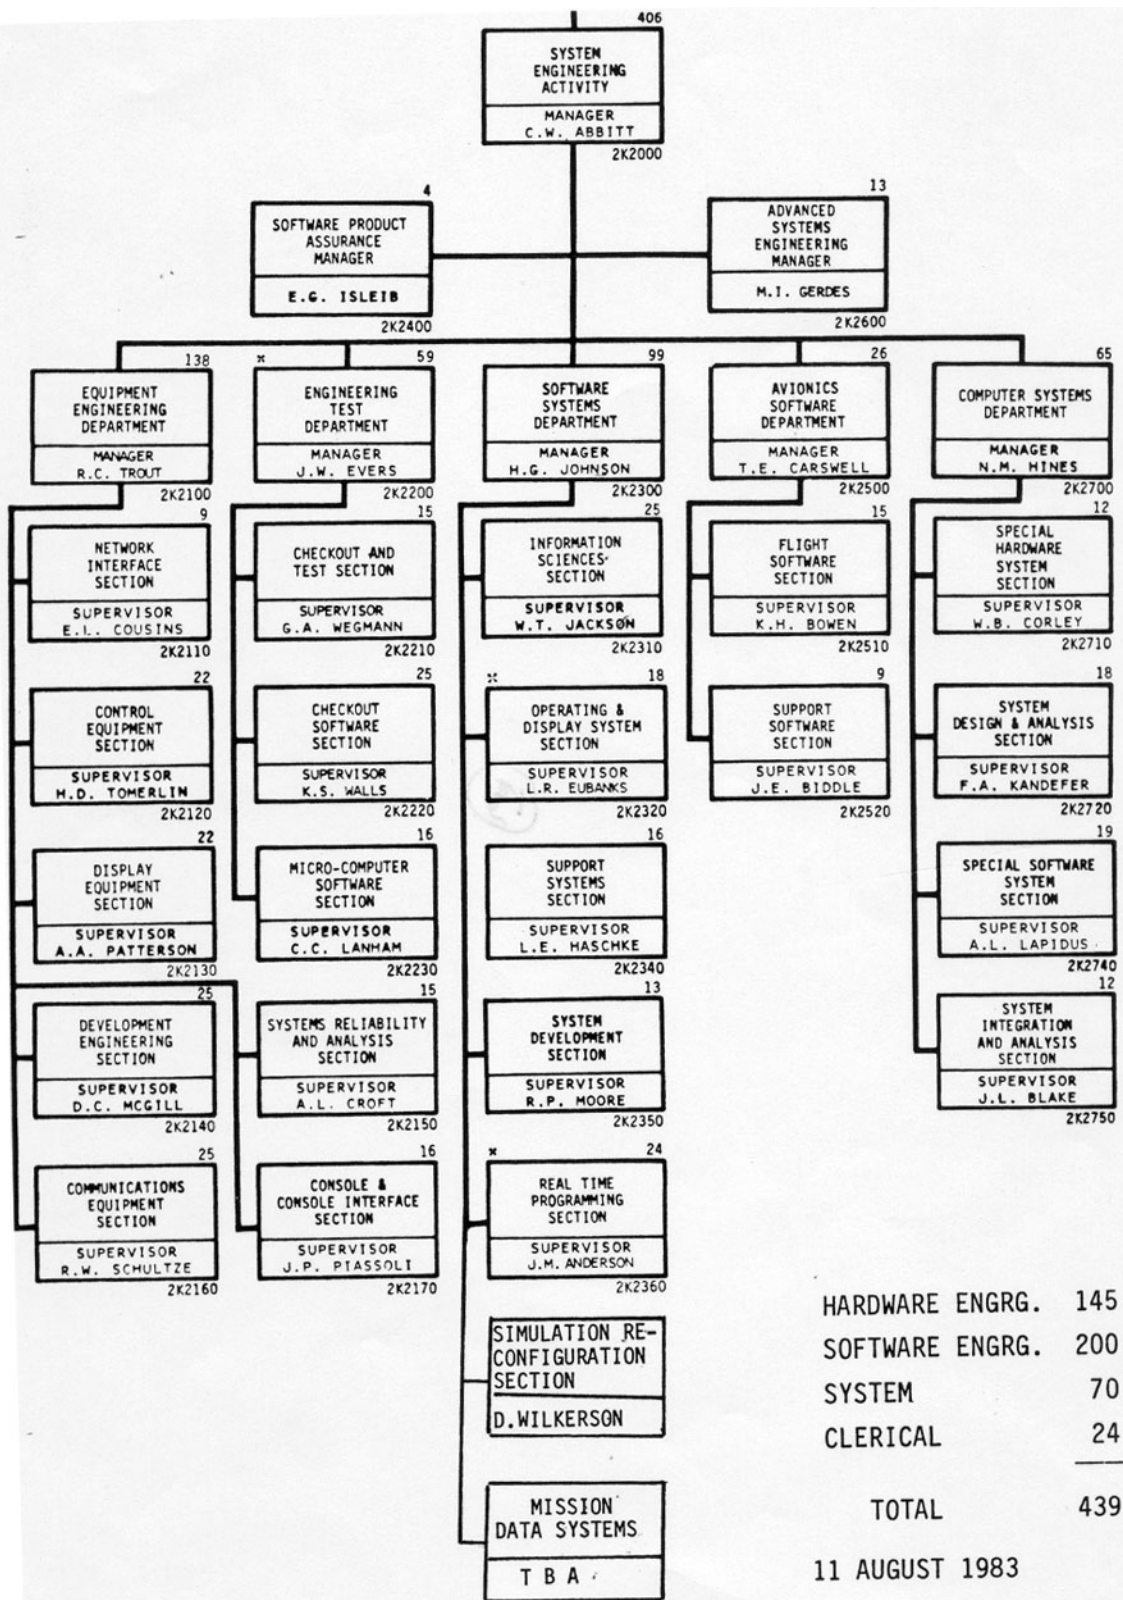 406
SYSTEM
ENGINEERING
ACTIVITY
MANAGER
C.W. ABBITT
2K2000
4
SOFTWARE PRODUCT
ASSURANCE
MANAGER
E.G. ISLEIB
2K2400
13
ADVANCED
SYSTEMS
ENGINEERING
MANAGER
M.I. GERDES
2K2600
138
EQUIPMENT
ENGINEERING
DEPARTMENT
MANAGER
R.C. TROUT
2K2100
* 59
ENGINEERING
TEST
DEPARTMENT
MANAGER
J.W. EVERS
2K2200
99
SOFTWARE
SYSTEMS
DEPARTMENT
MANAGER
H.G. JOHNSON
2K2300
26
AVIONICS
SOFTWARE
DEPARTMENT
MANAGER
T.E. CARSWELL
2K2500
65
COMPUTER SYSTEMS
DEPARTMENT
MANAGER
N.M. HINES
2K2700
9
NETWORK
INTERFACE
SECTION
SUPERVISOR
E.L. COUSINS
2K2110
15
CHECKOUT AND
TEST SECTION
SUPERVISOR
G.A. WEGMANN
2K2210
25
INFORMATION
SCIENCES
SECTION
SUPERVISOR
W.T. JACKSON
2K2310
15
FLIGHT
SOFTWARE
SECTION
SUPERVISOR
K.H. BOWEN
2K2510
12
SPECIAL
HARDWARE
SYSTEM
SECTION
SUPERVISOR
W.B. CORLEY
2K2710
22
CONTROL
EQUIPMENT
SECTION
SUPERVISOR
H.D. TOMERLIN
2K2120
25
CHECKOUT
SOFTWARE
SECTION
SUPERVISOR
K.S. WALLS
2K2220
* 18
OPERATING &
DISPLAY SYSTEM
SECTION
SUPERVISOR
L.R. EUBANKS
2K2320
9
SUPPORT
SOFTWARE
SECTION
SUPERVISOR
J.E. BIDDLE
2K2520
18
SYSTEM
DESIGN & ANALYSIS
SECTION
SUPERVISOR
F.A. KANDEFER
2K2720
22
DISPLAY
EQUIPMENT
SECTION
SUPERVISOR
A.A. PATTERSON
2K2130
16
MICRO-COMPUTER
SOFTWARE
SECTION
SUPERVISOR
C.C. LANHAM
2K2230
16
SUPPORT
SYSTEMS
SECTION
SUPERVISOR
L.E. HASCHKE
2K2340
19
SPECIAL SOFTWARE
SYSTEM
SECTION
SUPERVISOR
A.L. LAPIDUS
2K2740
25
DEVELOPMENT
ENGINEERING
SECTION
SUPERVISOR
D.C. MCGILL
2K2140
15
SYSTEMS RELIABILITY
AND ANALYSIS
SECTION
SUPERVISOR
A.L. CROFT
2K2150
13
SYSTEM
DEVELOPMENT
SECTION
SUPERVISOR
R.P. MOORE
2K2350
12
SYSTEM
INTEGRATION
AND ANALYSIS
SECTION
SUPERVISOR
J.L. BLAKE
2K2750
25
COMMUNICATIONS
EQUIPMENT
SECTION
SUPERVISOR
R.W. SCHULTZE
2K2160
16
CONSOLE &
CONSOLE INTERFACE
SECTION
SUPERVISOR
J.P. PIASSOLI
2K2170
* 24
REAL TIME
PROGRAMMING
SECTION
SUPERVISOR
J.M. ANDERSON
2K2360
SIMULATION RE-
CONFIGURATION
SECTION
D.WILKERSON
MISSION
DATA SYSTEMS
T B A
HARDWARE ENGRG. 145
SOFTWARE ENGRG. 200
SYSTEM 70
CLERICAL 24
TOTAL 439
11 AUGUST 1983